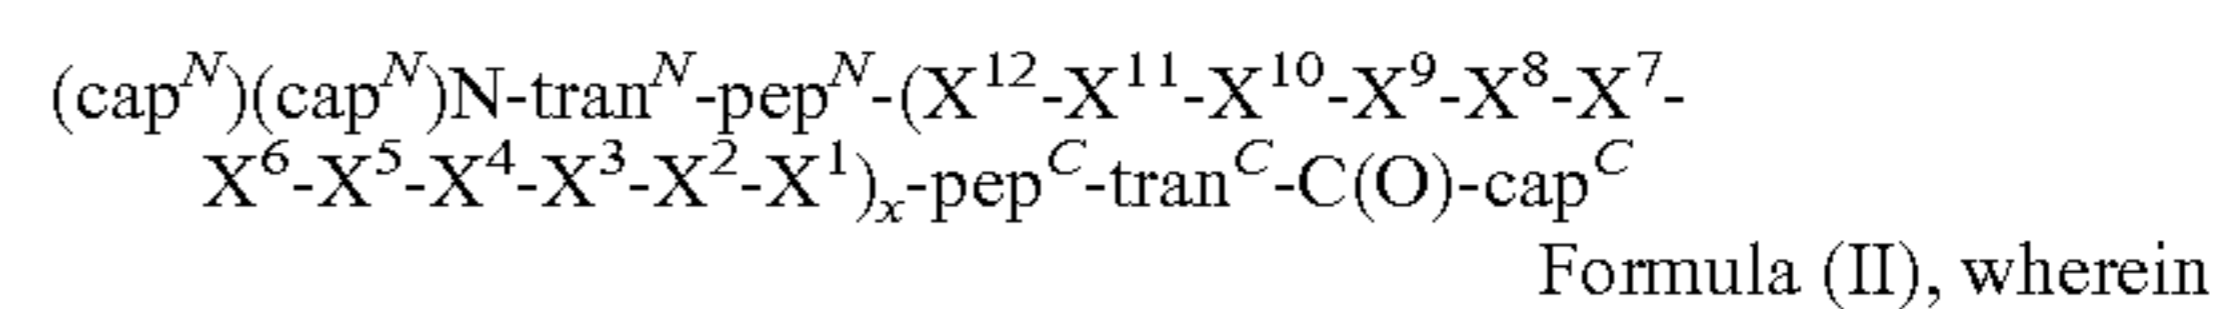 (cap^N)(cap^N)N-tran^N-pep^N-(X^12-X^11-X^10-X^9-X^8-X^7-
X^6-X^5-X^4-X^3-X^2-X^1)_x-pep^C-tran^C-C(O)-cap^C
Formula (II), wherein